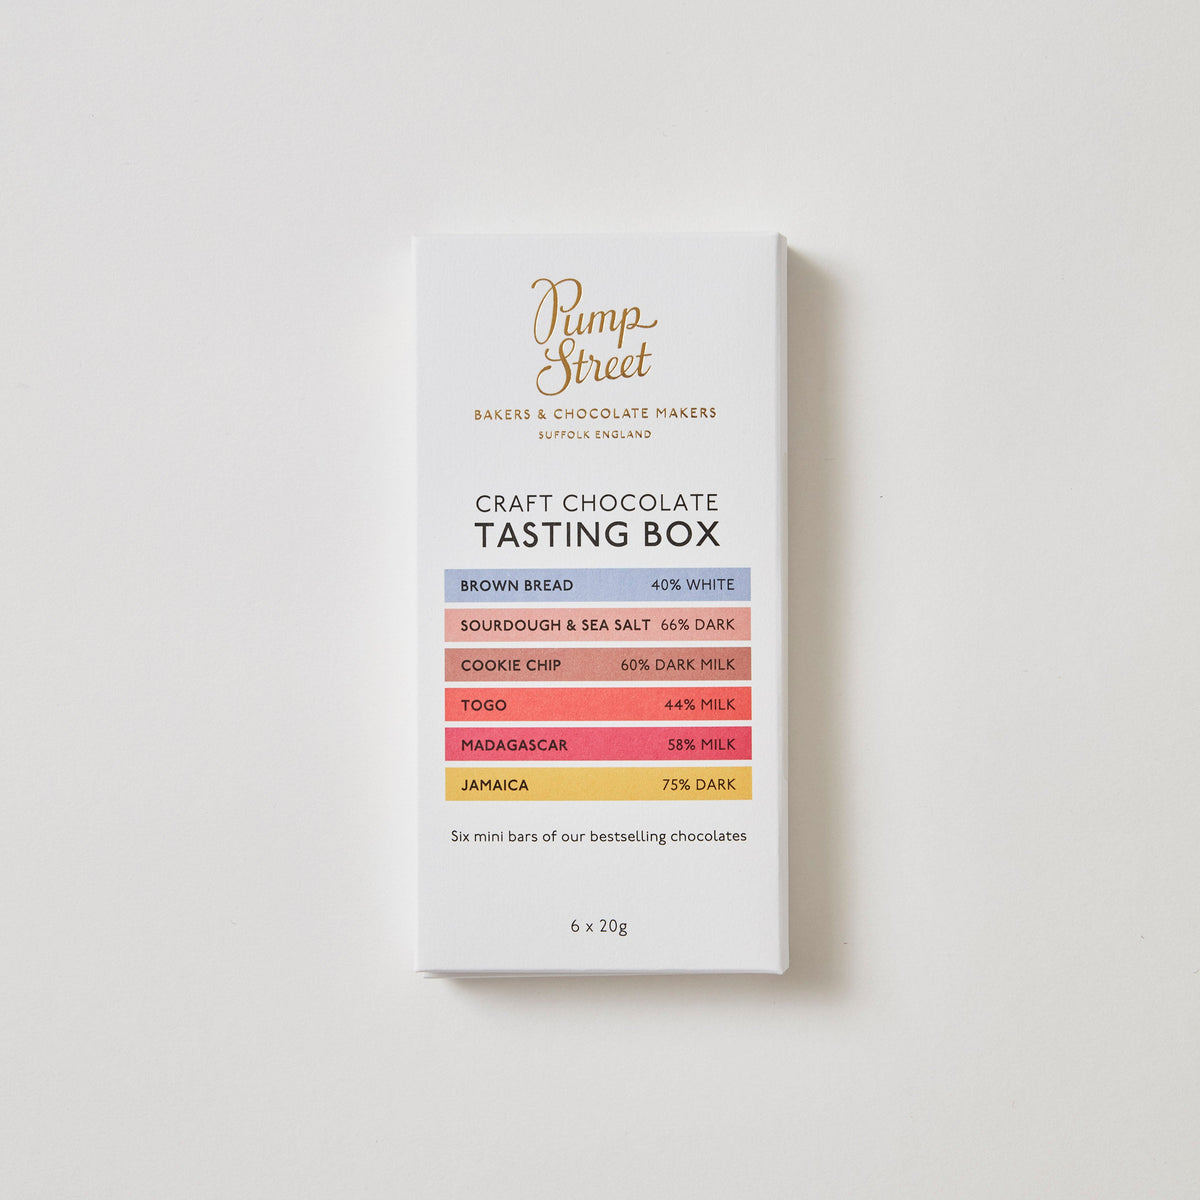 Pump
Street
BAKERS & CHOCOLATE MAKERS
SUFFOLK ENGLAND
CRAFT CHOCOLATE
TASTING BOX
BROWN BREAD 40% WHITE
SOURDOUGH & SEA SALT 66% DARK
COOKIE CHIP 60% DARK MILK
TOGO 44% MILK
MADAGASCAR 58% MILK
JAMAICA 75% DARK
Six mini bars of our bestselling chocolates
6 x 20g